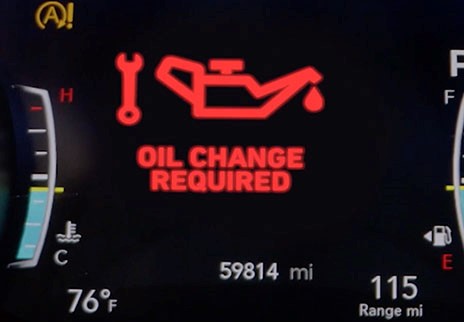 A!
H
P
F
OIL CHANGE
REQUIRED
C
E
59814 mi
76°F
115
Range mi